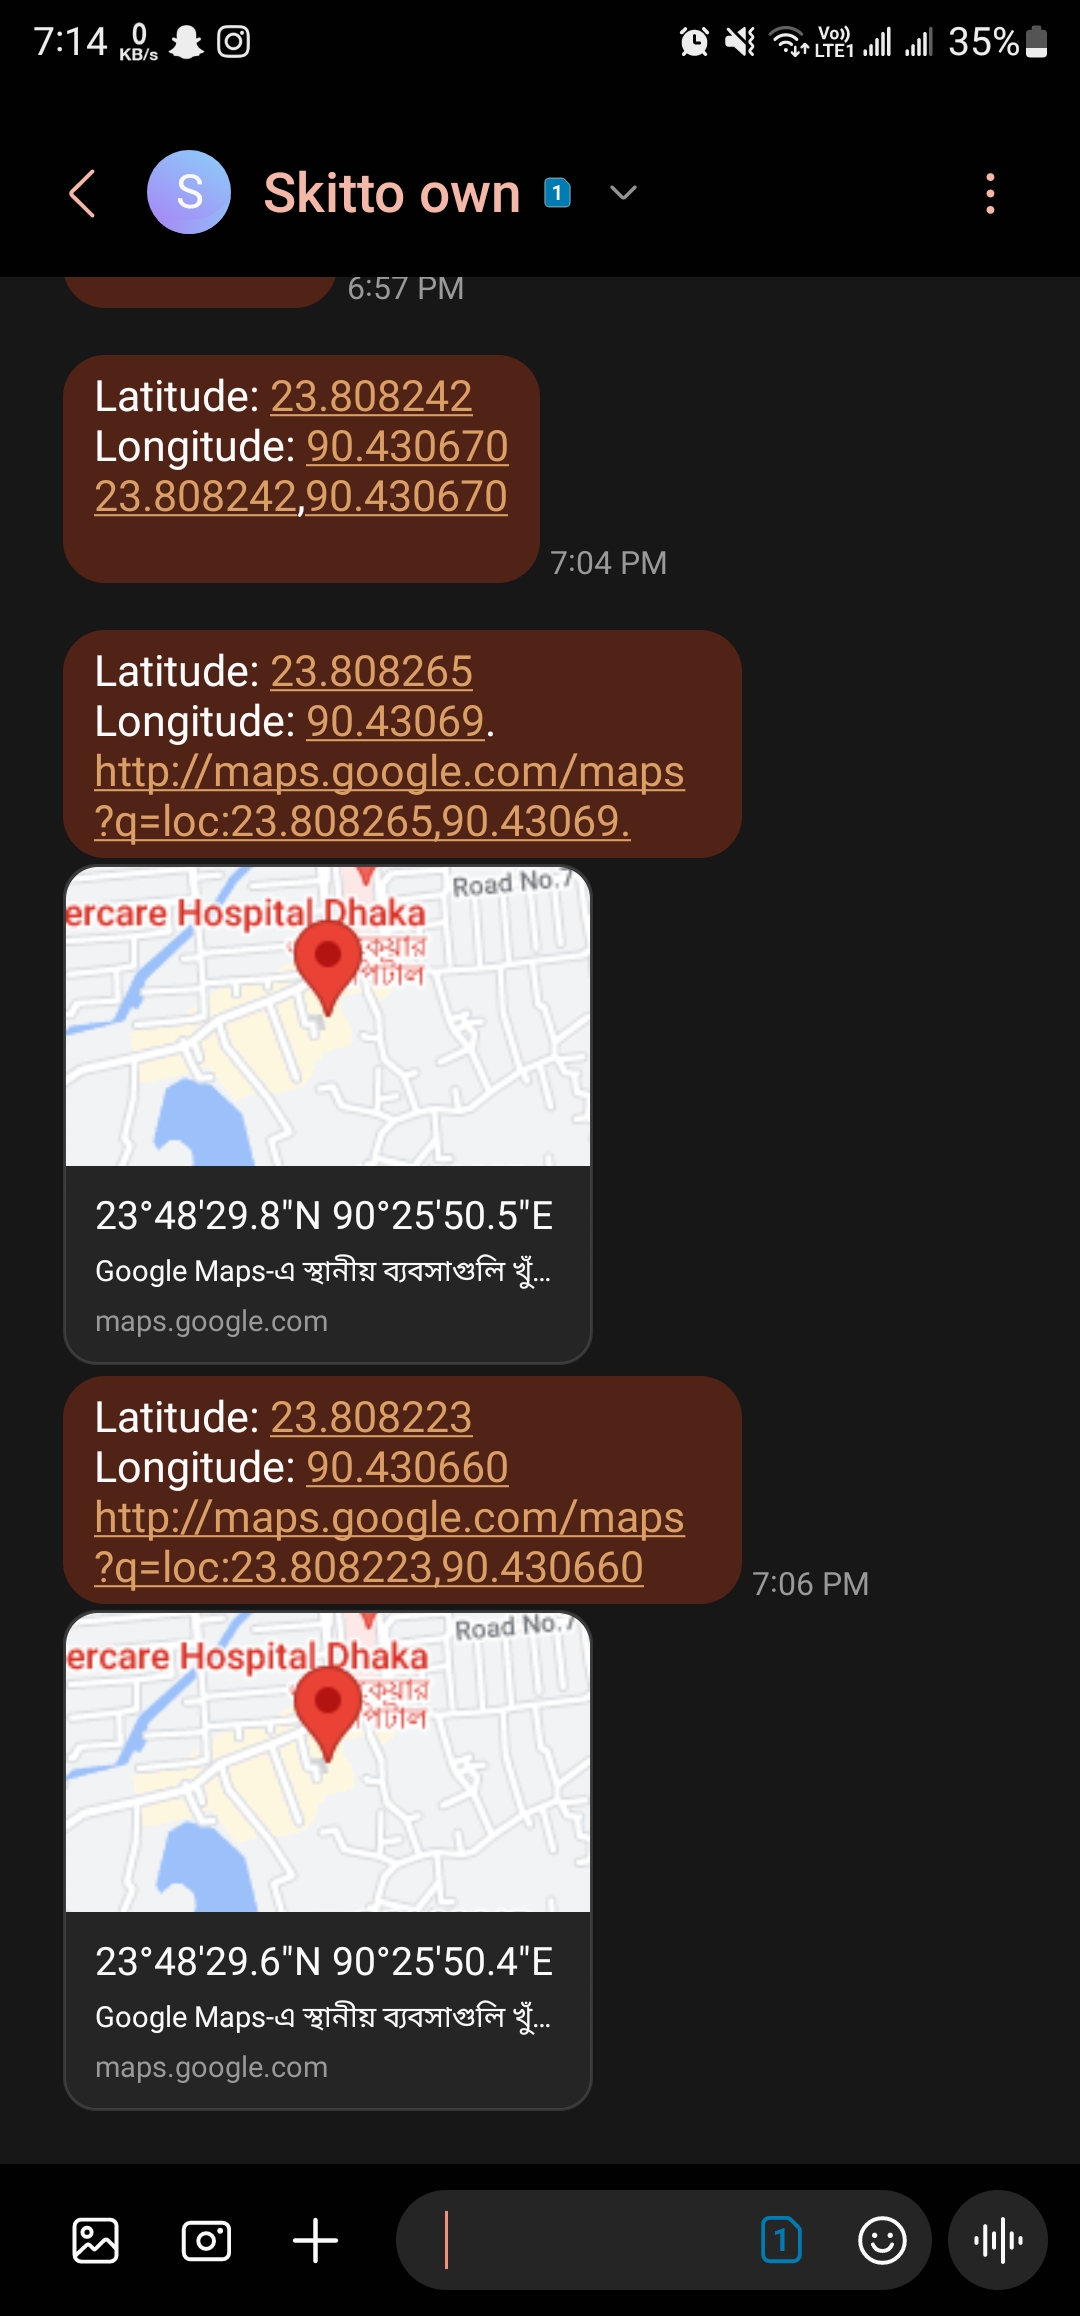 7:14 0 KB/s Vo)) LTE1 35%
S Skitto own 1
6:57 PM
Latitude: 23.808242
Longitude: 90.430670
23.808242,90.430670
7:04 PM
Latitude: 23.808265
Longitude: 90.43069.
http://maps.google.com/maps
?q=loc:23.808265,90.43069.
Road No.7
ercare Hospital Dhaka
কেয়ার
পিটাল
23°48'29.8"N 90°25'50.5"E
Google Maps-এ স্থানীয় ব্যবসাগুলি খুঁ...
maps.google.com
Latitude: 23.808223
Longitude: 90.430660
http://maps.google.com/maps
?q=loc:23.808223,90.430660
7:06 PM
Road No.7
ercare Hospital Dhaka
কেয়ার
পিটাল
23°48'29.6"N 90°25'50.4"E
Google Maps-এ স্থানীয় ব্যবসাগুলি খুঁ...
maps.google.com
1